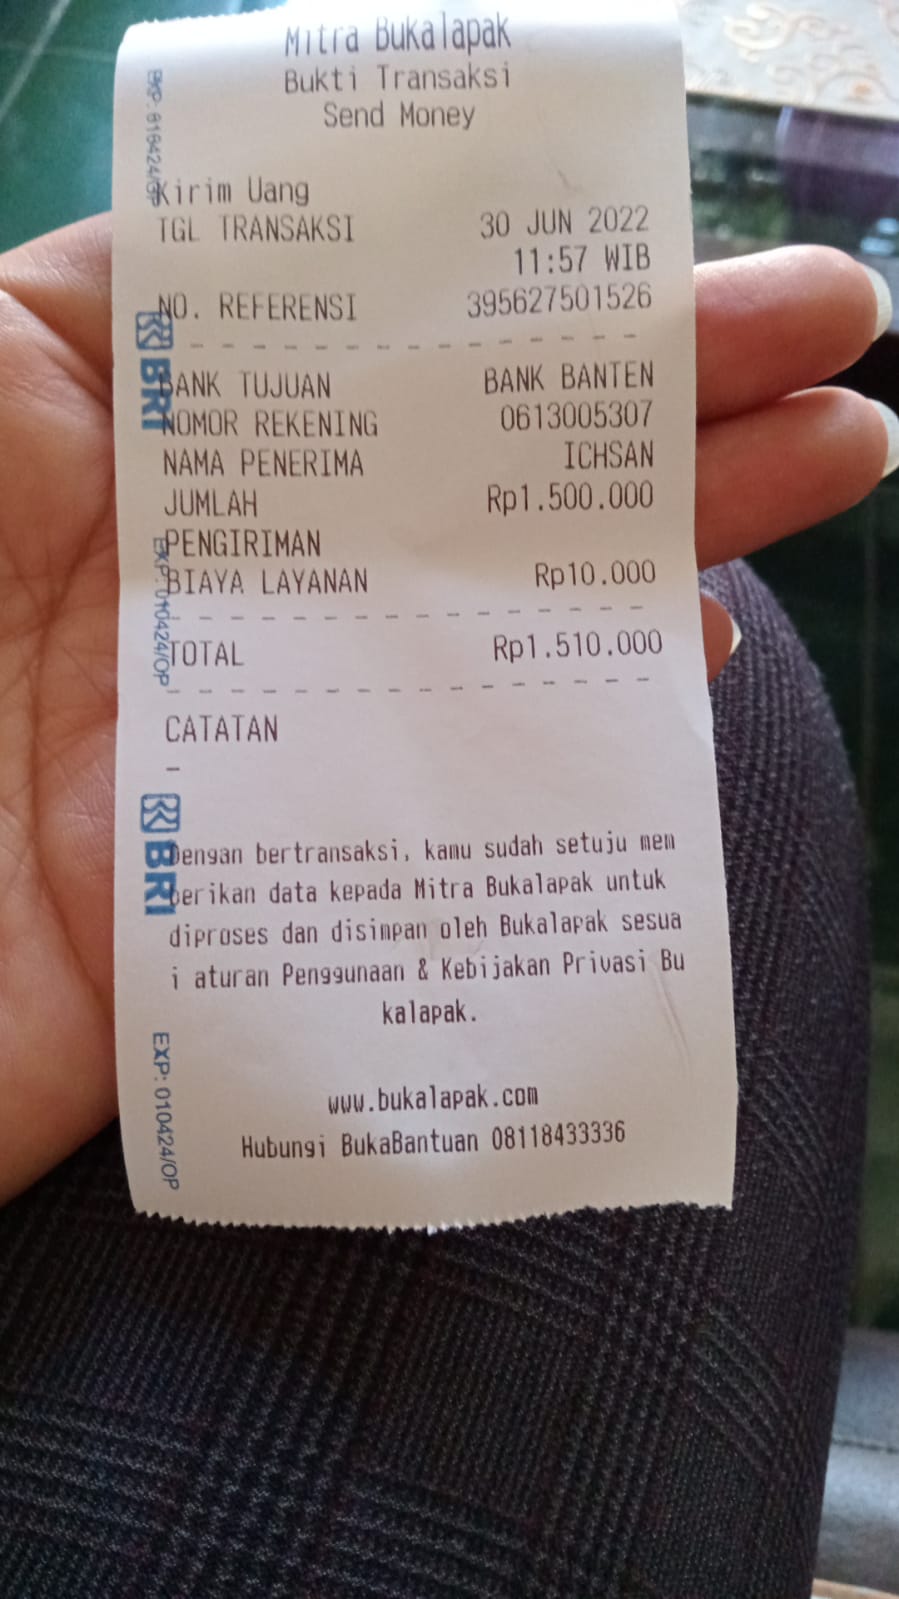 Mitra Bukalapak
Bukti Transaksi
Send Money
Kirim Uang
TGL TRANSAKSI 30 JUN 2022
11:57 WIB
NO. REFERENSI 395627501526
BANK TUJUAN BANK BANTEN
NOMOR REKENING 0613005307
NAMA PENERIMA ICHSAN
JUMLAH Rp1.500.000
PENGIRIMAN
BIAYA LAYANAN Rp10.000
TOTAL Rp1.510.000
CATATAN
-
Dengan bertransaksi, kamu sudah setuju mem
berikan data kepada Mitra Bukalapak untuk
diproses dan disimpan oleh Bukalapak sesua
i aturan Penggunaan & Kebijakan Privasi Bu
kalapak.
www.bukalapak.com
Hubungi BukaBantuan 08118433336
BRI
EXP: 010424/OP
BRI
EXP: 010424/OP